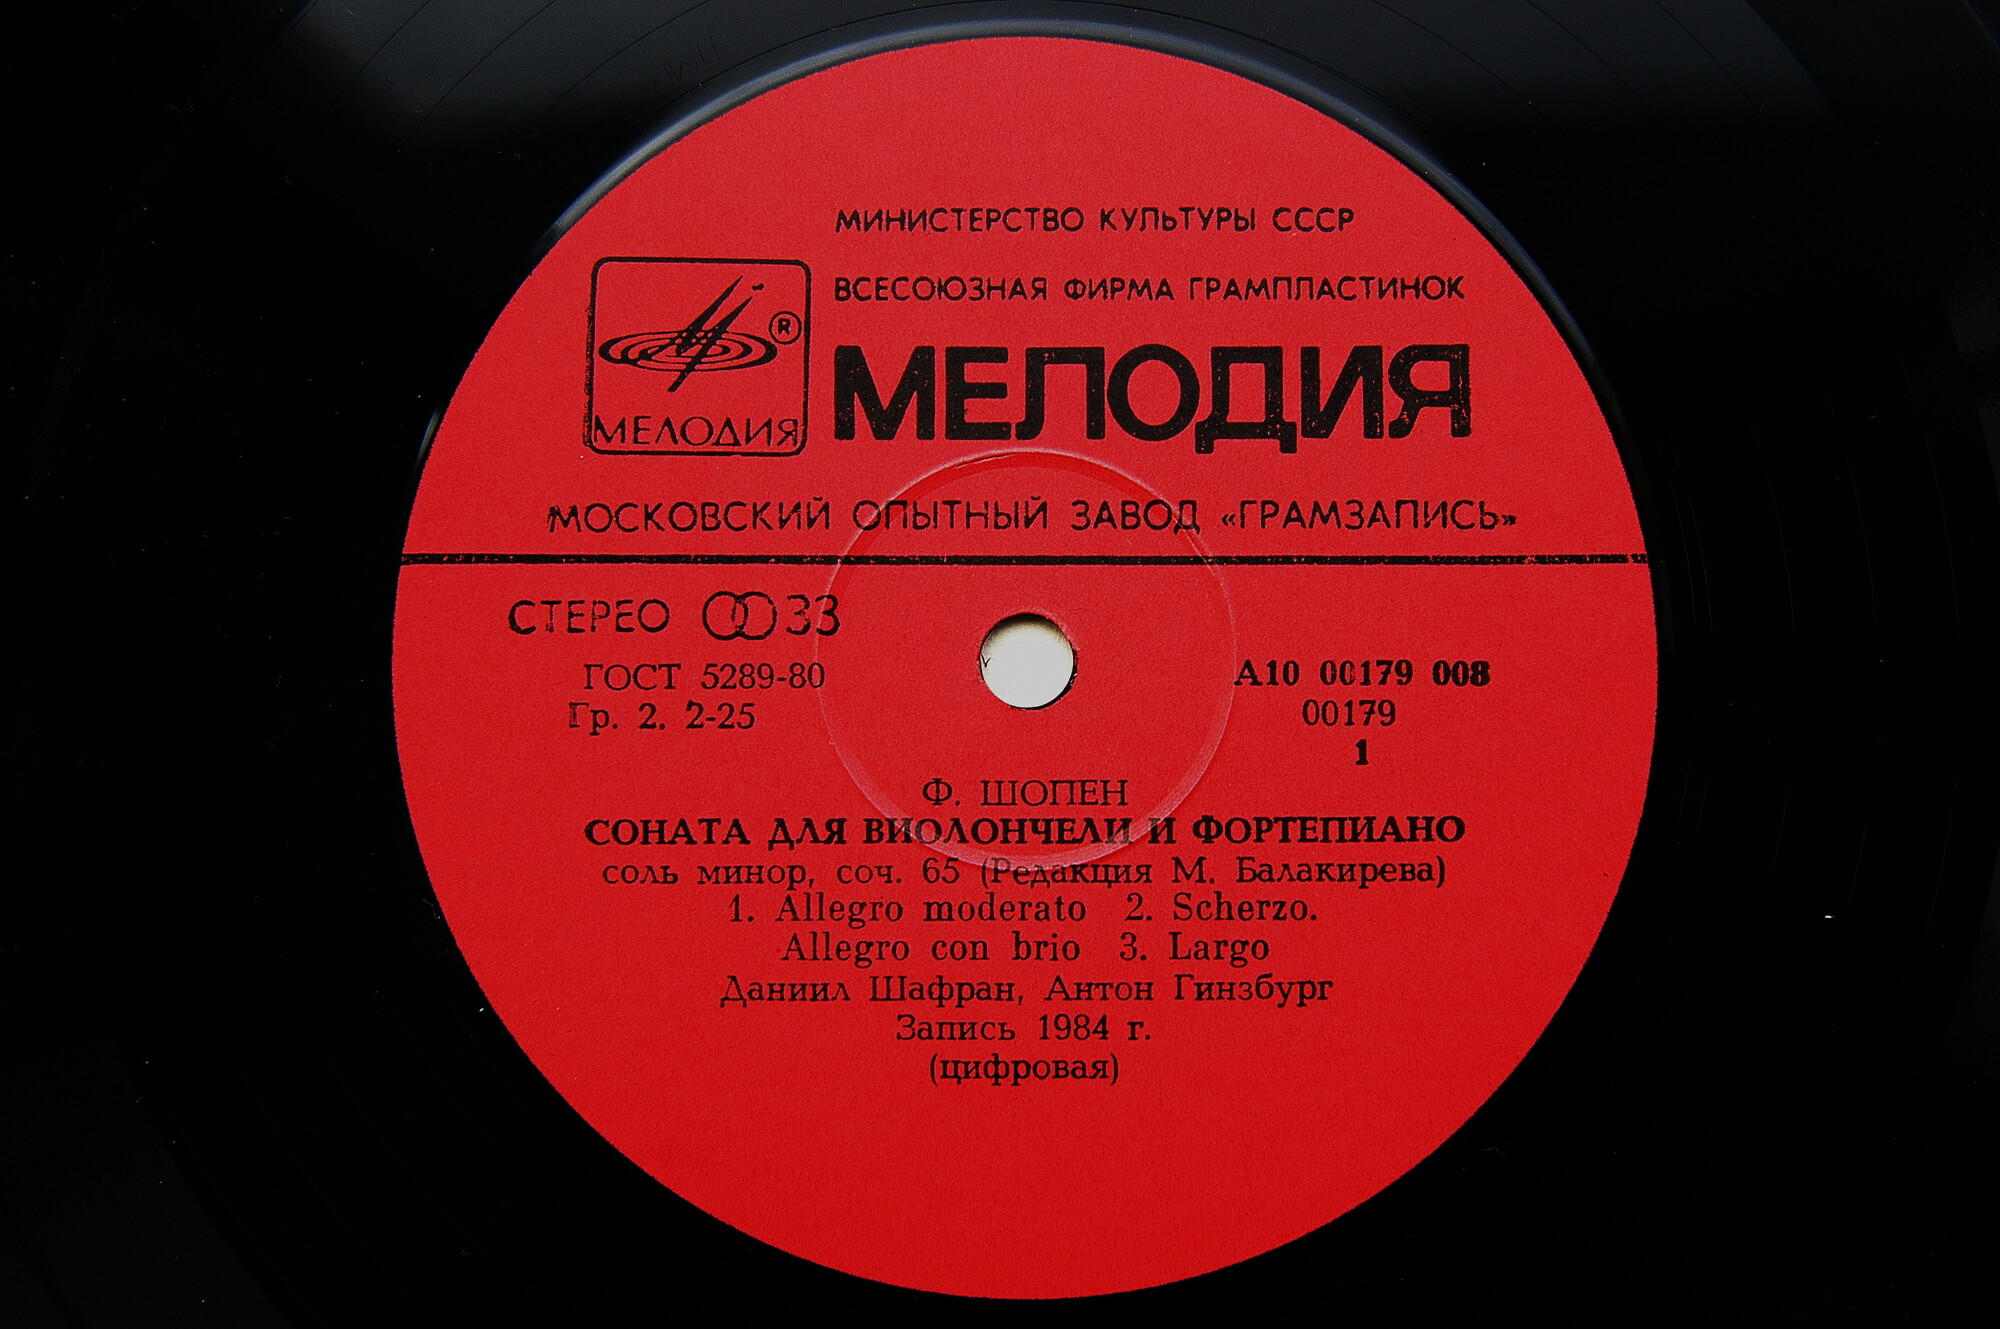 МИНИСТЕРСТВО КУЛЬТУРЫ СССР
ВСЕСОЮЗНАЯ ФИРМА ГРАМПЛАСТИНОК
®
МЕЛОДИЯ
МЕЛОДИЯ
МОСКОВСКИЙ ОПЫТНЫЙ ЗАВОД «ГРАМЗАПИСЬ»
СТЕРЕО 33
ГОСТ 5289-80
Гр. 2. 2-25
А10 00179 008
00179
1
Ф. ШОПЕН
СОНАТА ДЛЯ ВИОЛОНЧЕЛИ И ФОРТЕПИАНО
соль минор, соч. 65 (Редакция М. Балакирева)
1. Allegro moderato 2. Scherzo.
Allegro con brio 3. Largo
Даниил Шафран, Антон Гинзбург
Запись 1984 г.
(цифровая)